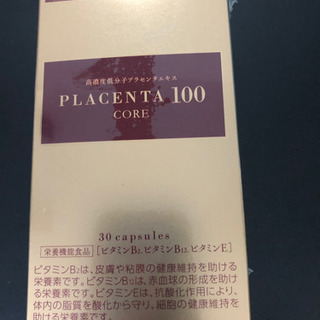 高濃度低分子プラセンタエキス
PLACENTA 100
CORE
30 capsules
栄養機能食品 [ビタミンB2、ビタミンB12、ビタミンE]
ビタミンB2は、皮膚や粘膜の健康維持を助ける
栄養素です。ビタミンB12は、赤血球の形成を助け
る栄養素です。ビタミンEは、抗酸化作用により、
体内の脂質を酸化から守り、細胞の健康維持を
助ける栄養素です。